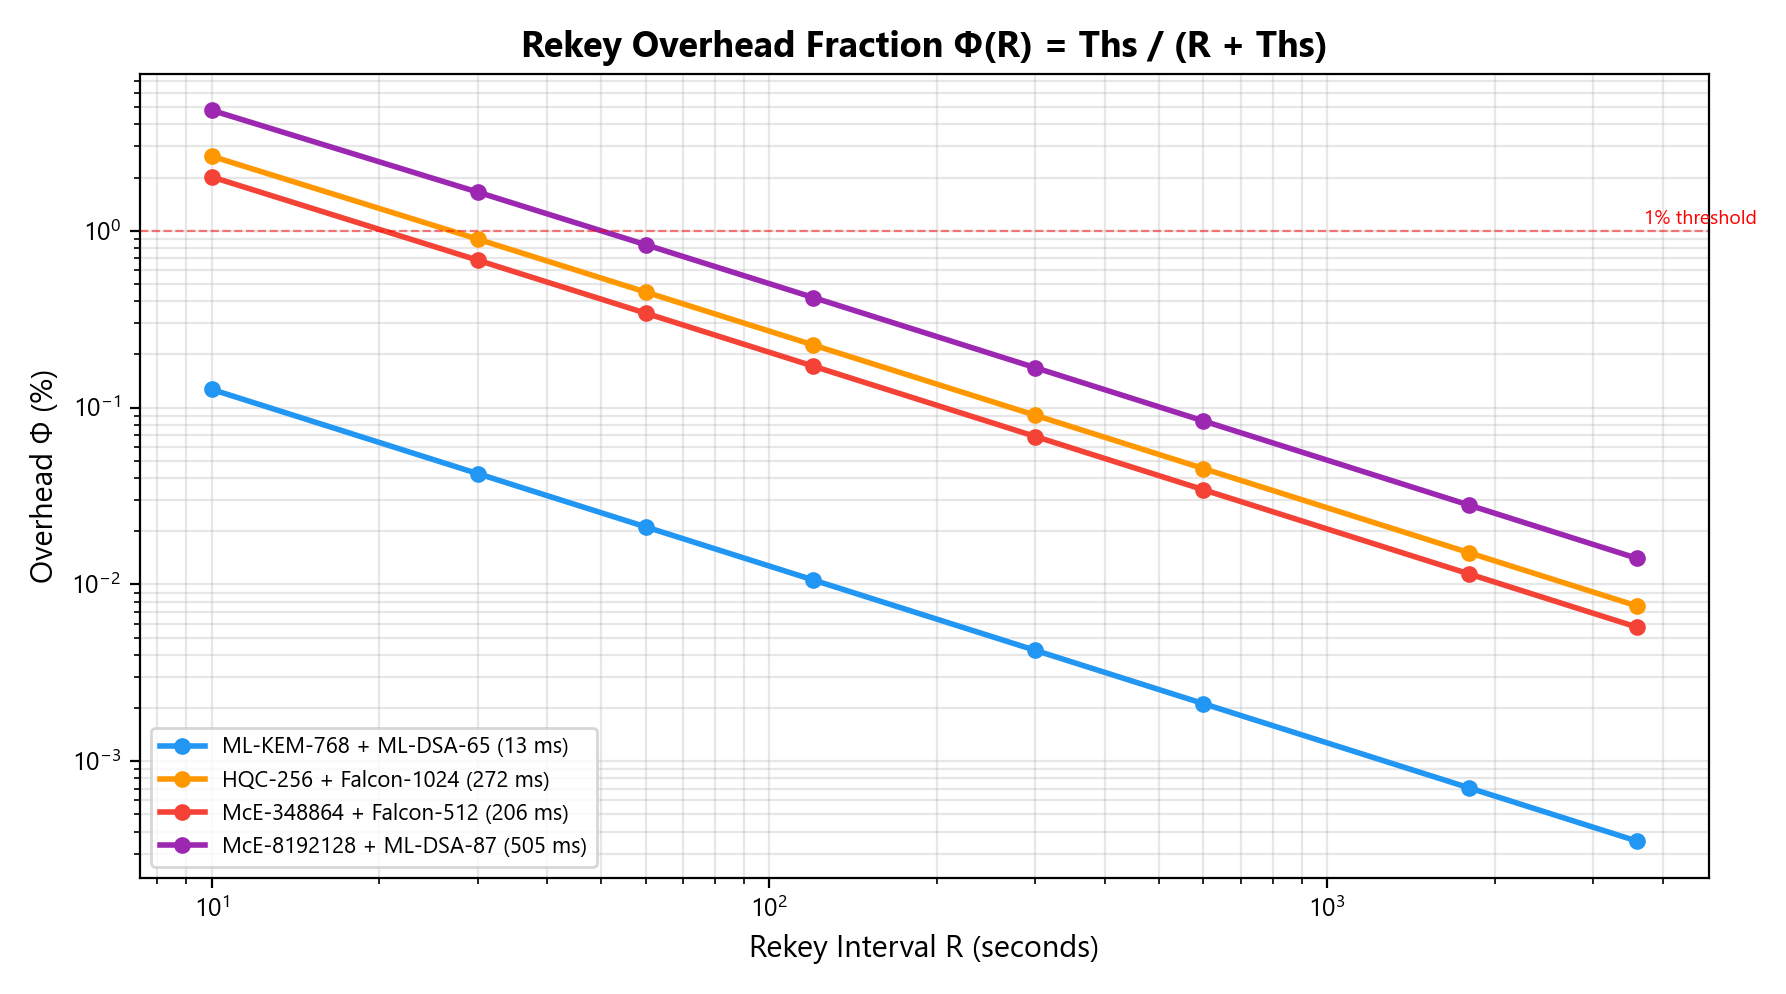 Rekey Overhead Fraction Φ(R) = Ths / (R + Ths)
1% threshold
10⁰
10⁻¹
10⁻²
10⁻³
Overhead Φ (%)
ML-KEM-768 + ML-DSA-65 (13 ms)
HQC-256 + Falcon-1024 (272 ms)
McE-348864 + Falcon-512 (206 ms)
McE-8192128 + ML-DSA-87 (505 ms)
10¹ 10² 10³
Rekey Interval R (seconds)